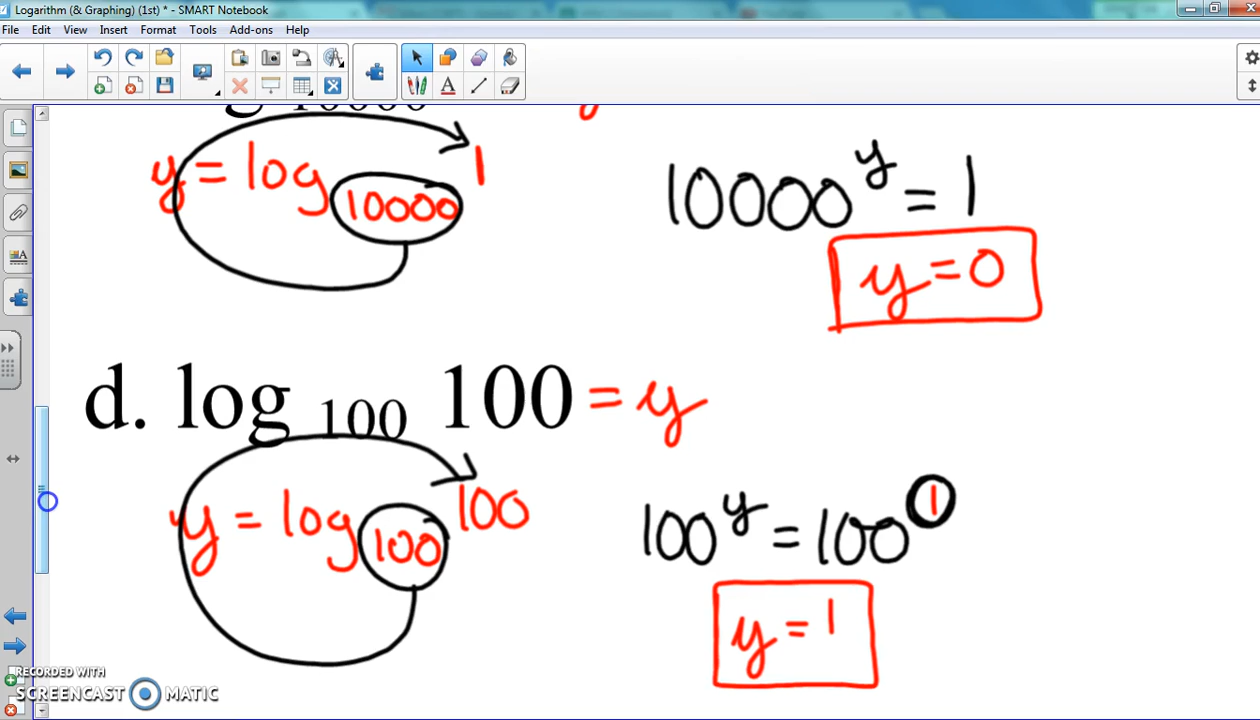 Logarithm (& Graphing) (1st) * - SMART Notebook
File Edit View Insert Format Tools Add-ons Help
y = log 10000 1
10000^y = 1
y = 0
d. log 100 100 = y
y = log 100 100
100^y = 100^1
y = 1
RECORDED WITH
SCREENCAST MATIC